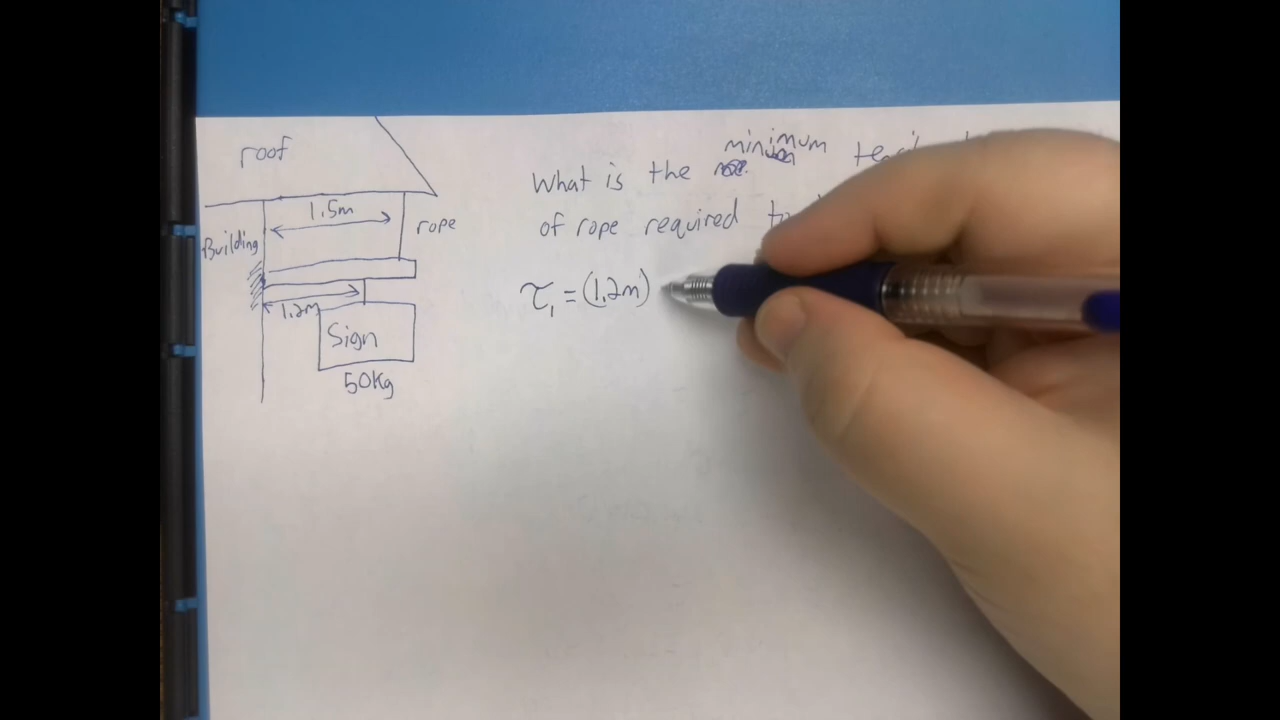 roof
1.5m
rope
Building
1.2m
Sign
50kg
What is the minimum
of rope required
τ₁ = (1.2m)